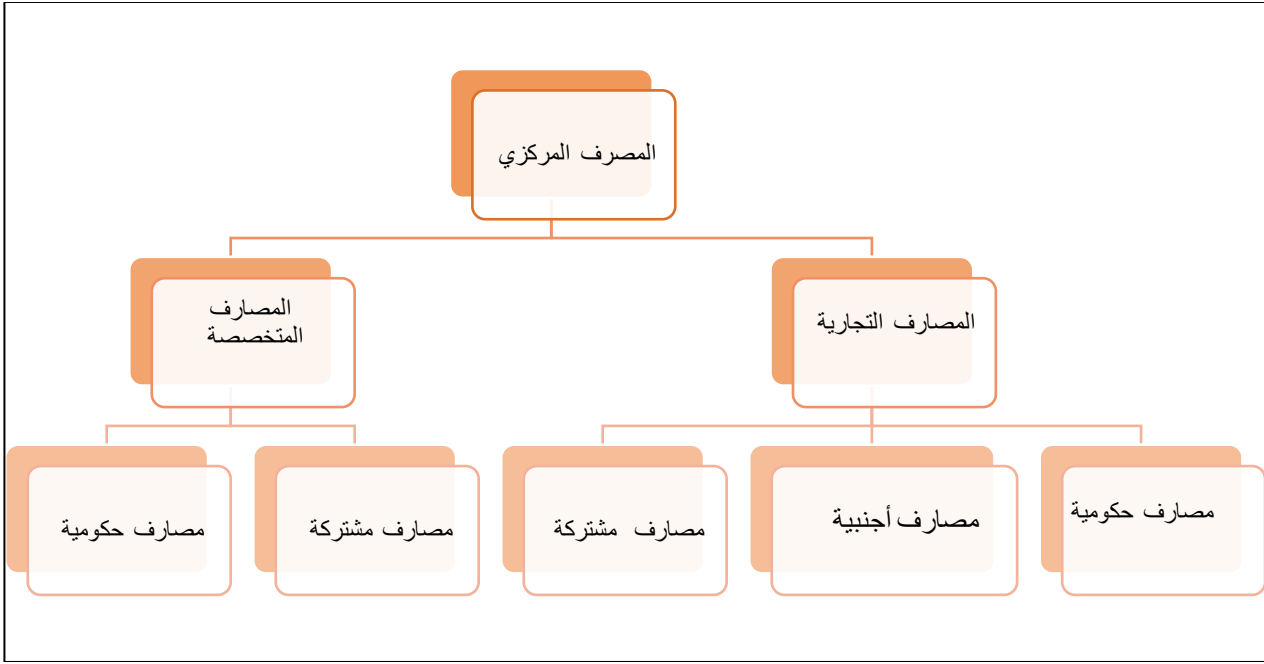 المصرف المركزي
المصارف التجارية
المصارف
المتخصصة
مصارف حكومية
مصارف أجنبية
مصارف مشتركة
مصارف مشتركة
مصارف حكومية